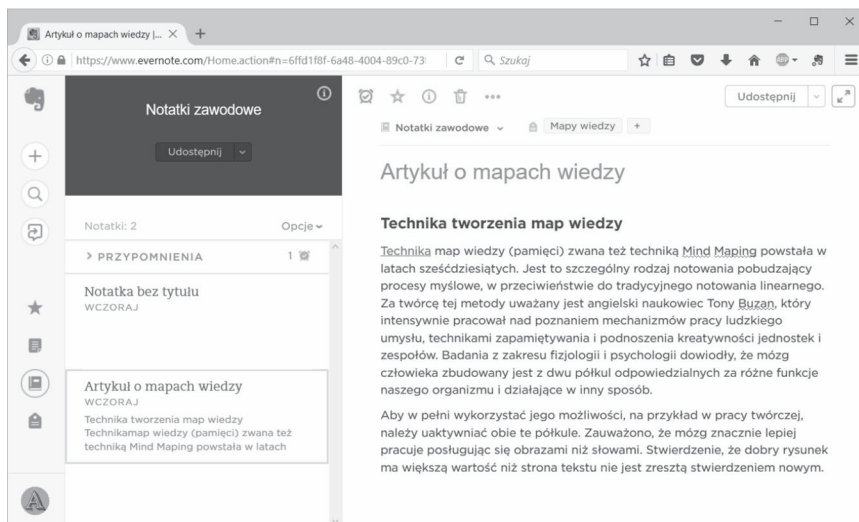 Artykuł o mapach wiedzy |...
https://www.evernote.com/Home.action#n=6ffd1f8f-6a48-4004-89c0-73
Szukaj
Notatki zawodowe
Udostępnij
Notatki: 2
Opcje
PRZYPOMNIENIA
1
Notatka bez tytułu
WCZORAJ
Artykuł o mapach wiedzy
WCZORAJ
Technika tworzenia map wiedzy
Technikamap wiedzy (pamięci) zwana też
techniką Mind Maping powstała w latach
A
Udostępnij
Notatki zawodowe
Mapy wiedzy
+
Artykuł o mapach wiedzy
Technika tworzenia map wiedzy
Technika map wiedzy (pamięci) zwana też techniką Mind Maping powstała w
latach sześćdziesiątych. Jest to szczególny rodzaj notowania pobudzający
procesy myślowe, w przeciwieństwie do tradycyjnego notowania linearnego.
Za twórcę tej metody uważany jest angielski naukowiec Tony Buzan, który
intensywnie pracował nad poznaniem mechanizmów pracy ludzkiego
umysłu, technikami zapamiętywania i podnoszenia kreatywności jednostek i
zespołów. Badania z zakresu fizjologii i psychologii dowiodły, że mózg
człowieka zbudowany jest z dwu półkul odpowiedzialnych za różne funkcje
naszego organizmu i działające w inny sposób.
Aby w pełni wykorzystać jego możliwości, na przykład w pracy twórczej,
należy uaktywniać obie te półkule. Zauważono, że mózg znacznie lepiej
pracuje posługując się obrazami niż słowami. Stwierdzenie, że dobry rysunek
ma większą wartość niż strona tekstu nie jest zresztą stwierdzeniem nowym.